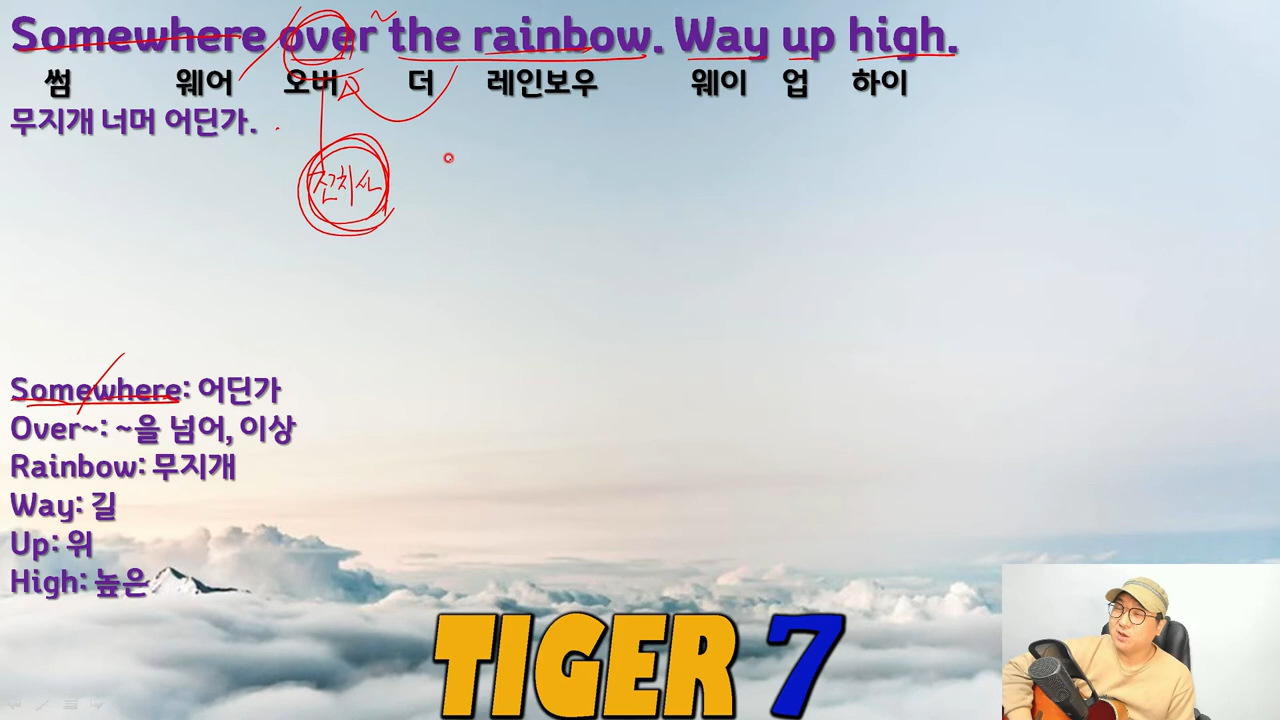 Somewhere over the rainbow. Way up high.
썸 웨어 오버 더 레인보우 웨이 업 하이
무지개 너머 어딘가.
전치사
Somewhere: 어딘가
Over~: ~을 넘어, 이상
Rainbow: 무지개
Way: 길
Up: 위
High: 높은
TIGER 7